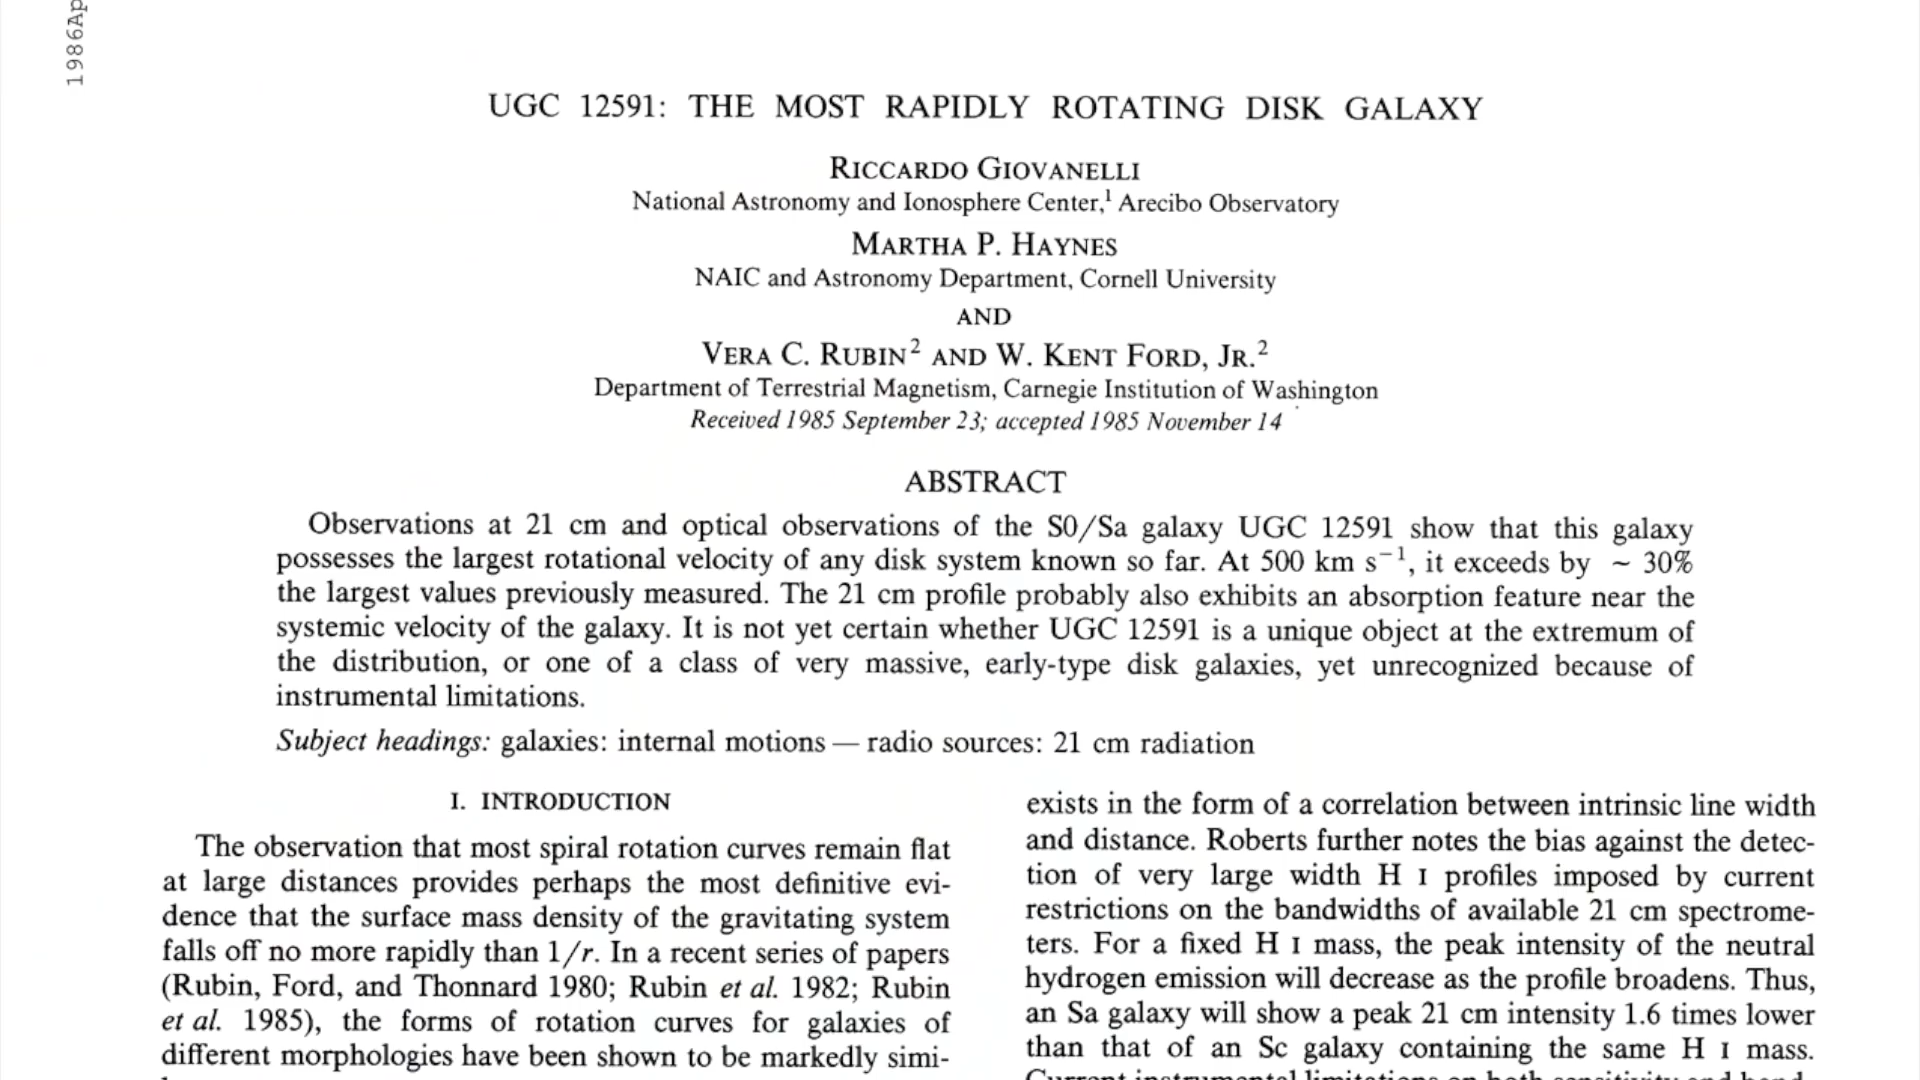 1986Ap
UGC 12591: THE MOST RAPIDLY ROTATING DISK GALAXY
RICCARDO GIOVANELLI
National Astronomy and Ionosphere Center,¹ Arecibo Observatory
MARTHA P. HAYNES
NAIC and Astronomy Department, Cornell University
AND
VERA C. RUBIN² AND W. KENT FORD, JR.²
Department of Terrestrial Magnetism, Carnegie Institution of Washington
Received 1985 September 23; accepted 1985 November 14
ABSTRACT
Observations at 21 cm and optical observations of the S0/Sa galaxy UGC 12591 show that this galaxy
possesses the largest rotational velocity of any disk system known so far. At 500 km s⁻¹, it exceeds by ~ 30%
the largest values previously measured. The 21 cm profile probably also exhibits an absorption feature near the
systemic velocity of the galaxy. It is not yet certain whether UGC 12591 is a unique object at the extremum of
the distribution, or one of a class of very massive, early-type disk galaxies, yet unrecognized because of
instrumental limitations.
Subject headings: galaxies: internal motions — radio sources: 21 cm radiation
I. INTRODUCTION
The observation that most spiral rotation curves remain flat
at large distances provides perhaps the most definitive evi-
dence that the surface mass density of the gravitating system
falls off no more rapidly than 1/r. In a recent series of papers
(Rubin, Ford, and Thonnard 1980; Rubin et al. 1982; Rubin
et al. 1985), the forms of rotation curves for galaxies of
different morphologies have been shown to be markedly simi-
exists in the form of a correlation between intrinsic line width
and distance. Roberts further notes the bias against the detec-
tion of very large width H I profiles imposed by current
restrictions on the bandwidths of available 21 cm spectrome-
ters. For a fixed H I mass, the peak intensity of the neutral
hydrogen emission will decrease as the profile broadens. Thus,
an Sa galaxy will show a peak 21 cm intensity 1.6 times lower
than that of an Sc galaxy containing the same H I mass.
Current instrumental limitations on both sensitivity and band-